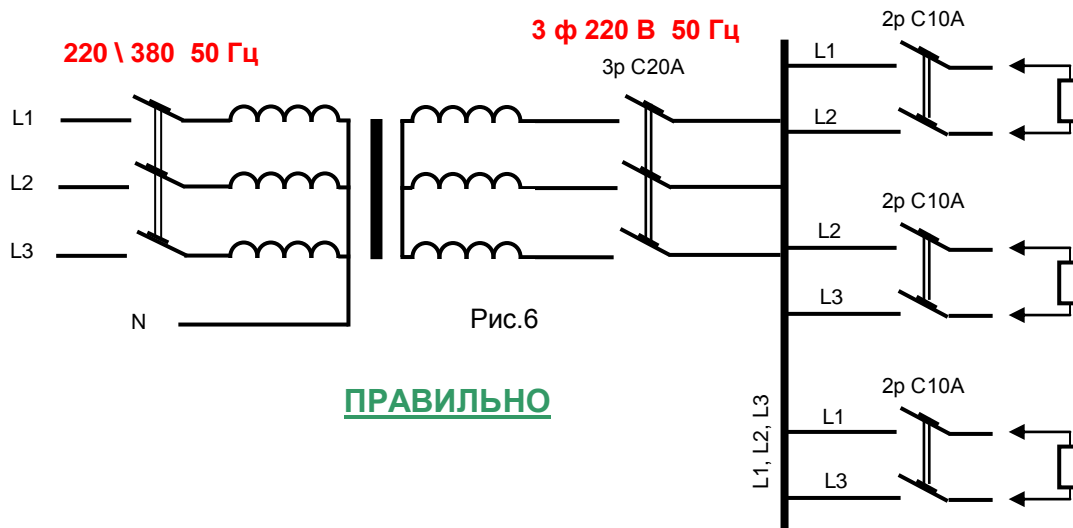 220 \ 380 50 Гц
3 ф 220 В 50 Гц
3р С20А
L1
L2
L3
N
Рис.6
ПРАВИЛЬНО
L1, L2, L3
2р С10А
L1
L2
2р С10А
L2
L3
2р С10А
L1
L3